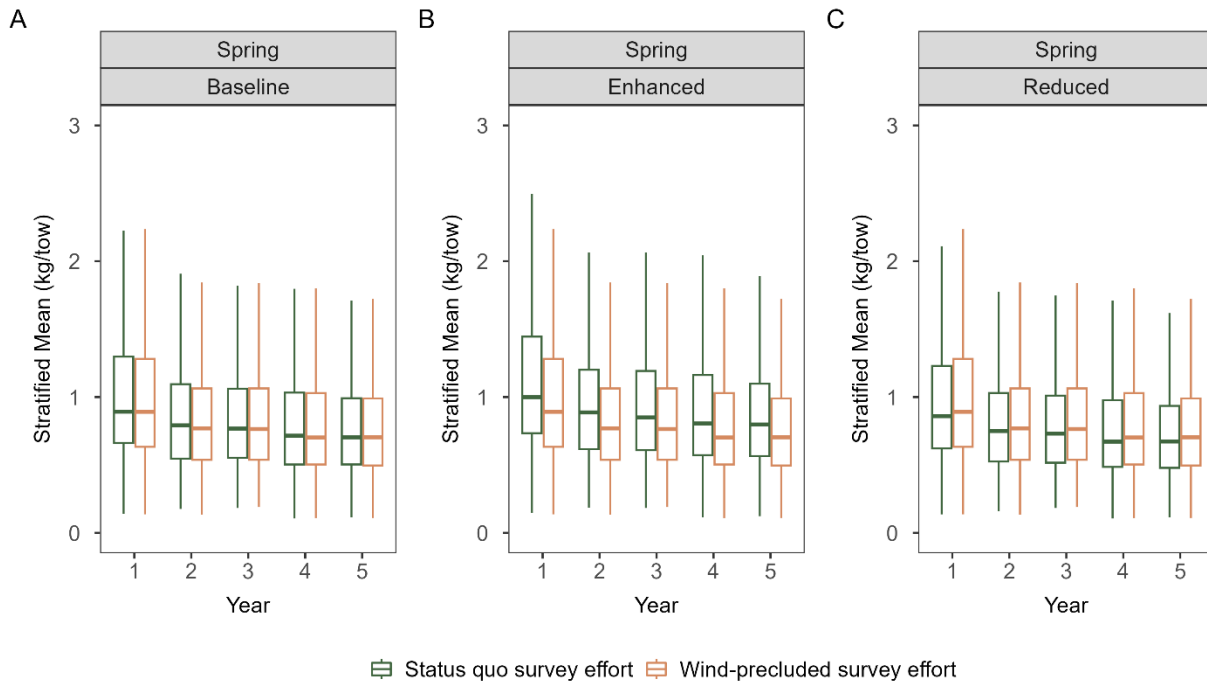 A
Spring
Baseline
3
2
1
0
Stratified Mean (kg/tow)
1 2 3 4 5
Year
B
Spring
Enhanced
3
2
1
0
Stratified Mean (kg/tow)
1 2 3 4 5
Year
C
Spring
Reduced
3
2
1
0
Stratified Mean (kg/tow)
1 2 3 4 5
Year
Status quo survey effort Wind-precluded survey effort